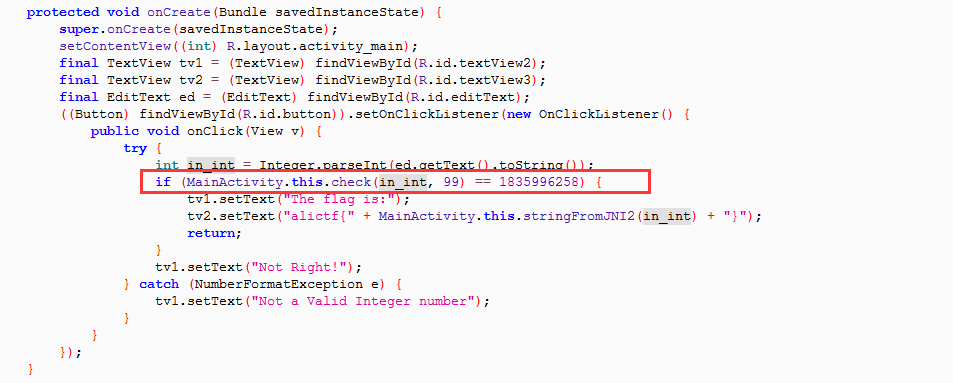 protected void onCreate(Bundle savedInstanceState) {
super.onCreate(savedInstanceState);
setContentView((int) R.layout.activity_main);
final TextView tv1 = (TextView) findViewById(R.id.textView2);
final TextView tv2 = (TextView) findViewById(R.id.textView3);
final EditText ed = (EditText) findViewById(R.id.editText);
((Button) findViewById(R.id.button)).setOnClickListener(new OnClickListener() {
public void onClick(View v) {
try {
int in_int = Integer.parseInt(ed.getText().toString());
if (MainActivity.this.check(in_int, 99) == 1835996258) {
tv1.setText("The flag is:");
tv2.setText("alictf{" + MainActivity.this.stringFromJNI2(in_int) + "}");
return;
}
tv1.setText("Not Right!");
} catch (NumberFormatException e) {
tv1.setText("Not a Valid Integer number");
}
}
});
}